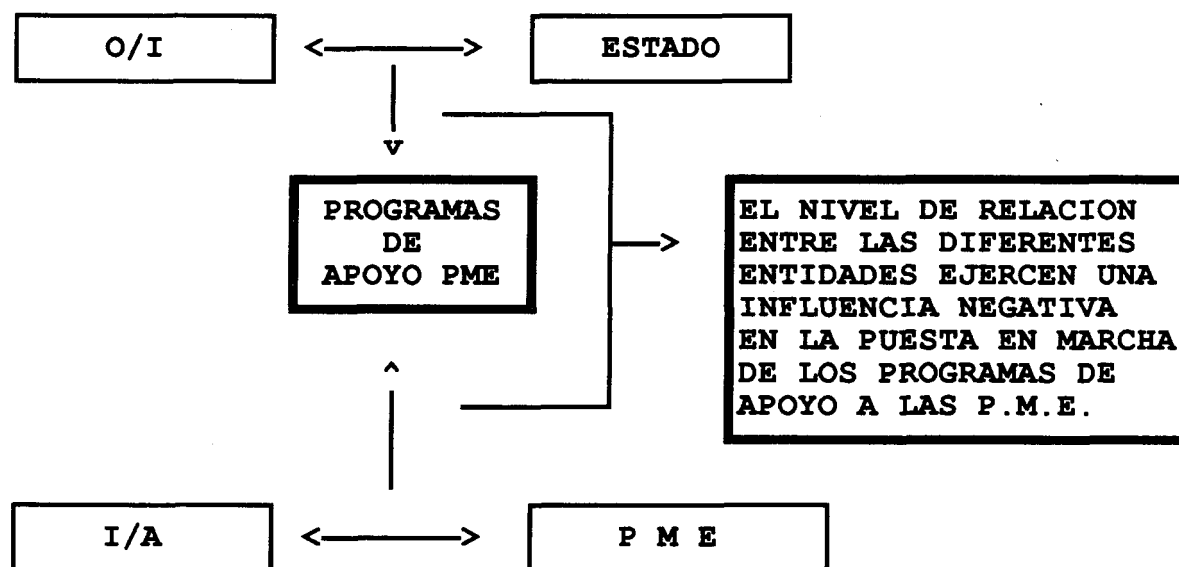 O/I <-----> ESTADO
v
PROGRAMAS
DE
APOYO PME
-->
EL NIVEL DE RELACION
ENTRE LAS DIFERENTES
ENTIDADES EJERCEN UNA
INFLUENCIA NEGATIVA
EN LA PUESTA EN MARCHA
DE LOS PROGRAMAS DE
APOYO A LAS P.M.E.
^
I/A <-----> P M E